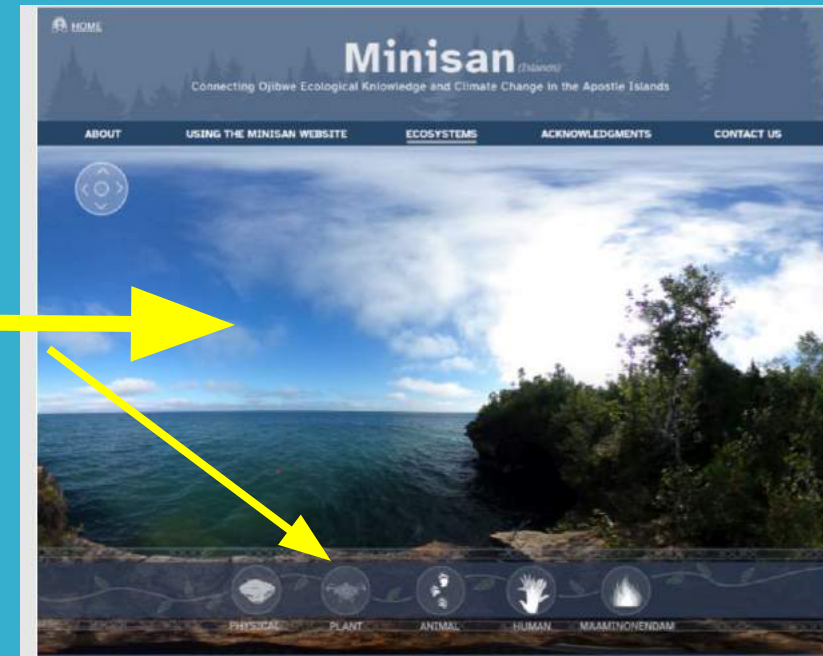 HOME
Minisan (Islands)
Connecting Ojibwe Ecological Knlowledge and Climate Change in the Apostle Islands
ABOUT USING THE MINISAN WEBSITE ECOSYSTEMS ACKNOWLEDGMENTS CONTACT US
PHYSICAL PLANT ANIMAL HUMAN MAAMINONENDAM